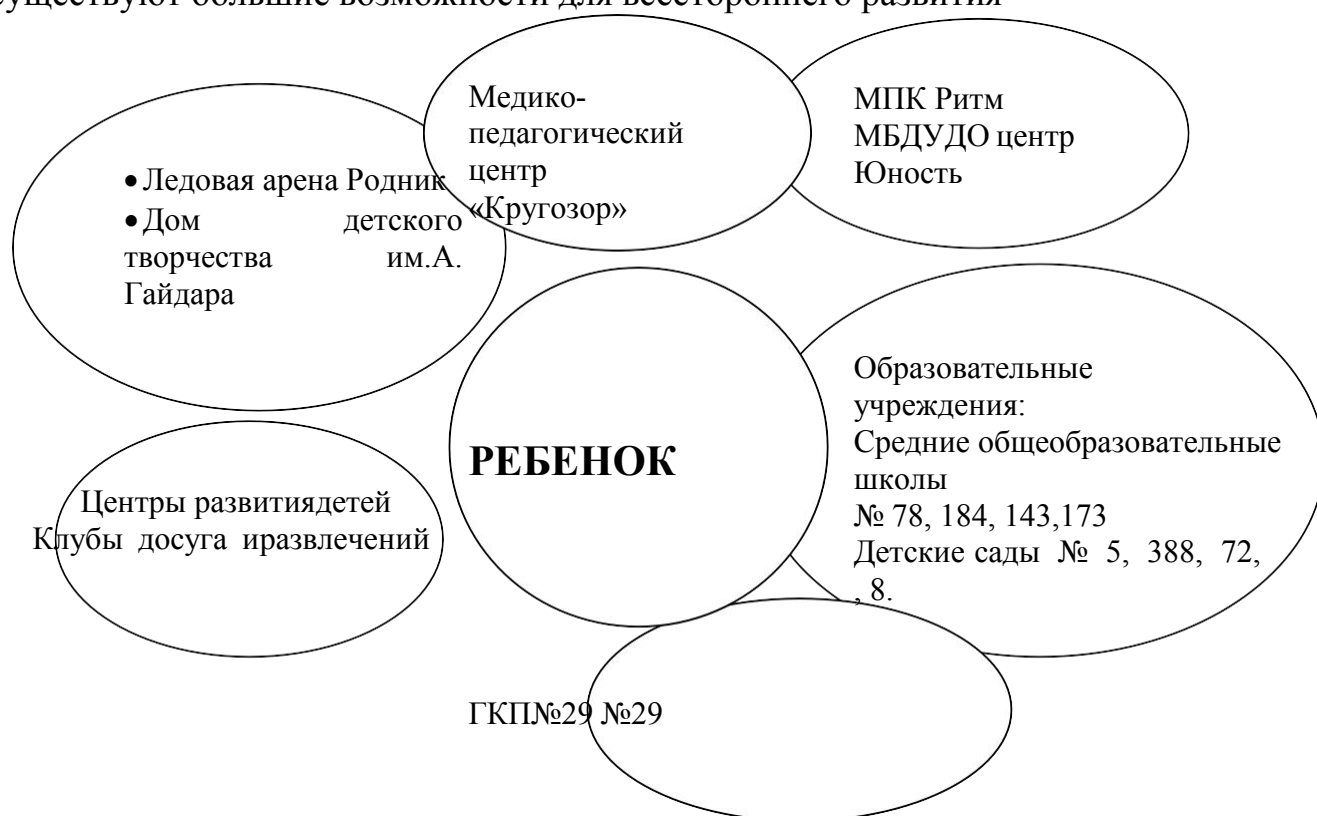 существуют большие возможности для всестороннего развития
Медико-
педагогический
центр
«Кругозор»
МПК Ритм
МБДУДО центр
Юность
• Ледовая арена Родник
• Дом детского
творчества им.А.
Гайдара
РЕБЕНОК
Образовательные
учреждения:
Средние общеобразовательные
школы
№ 78, 184, 143,173
Детские сады № 5, 388, 72,
, 8.
Центры развитиядетей
Клубы досуга иразвлечений
ГКП№29 №29